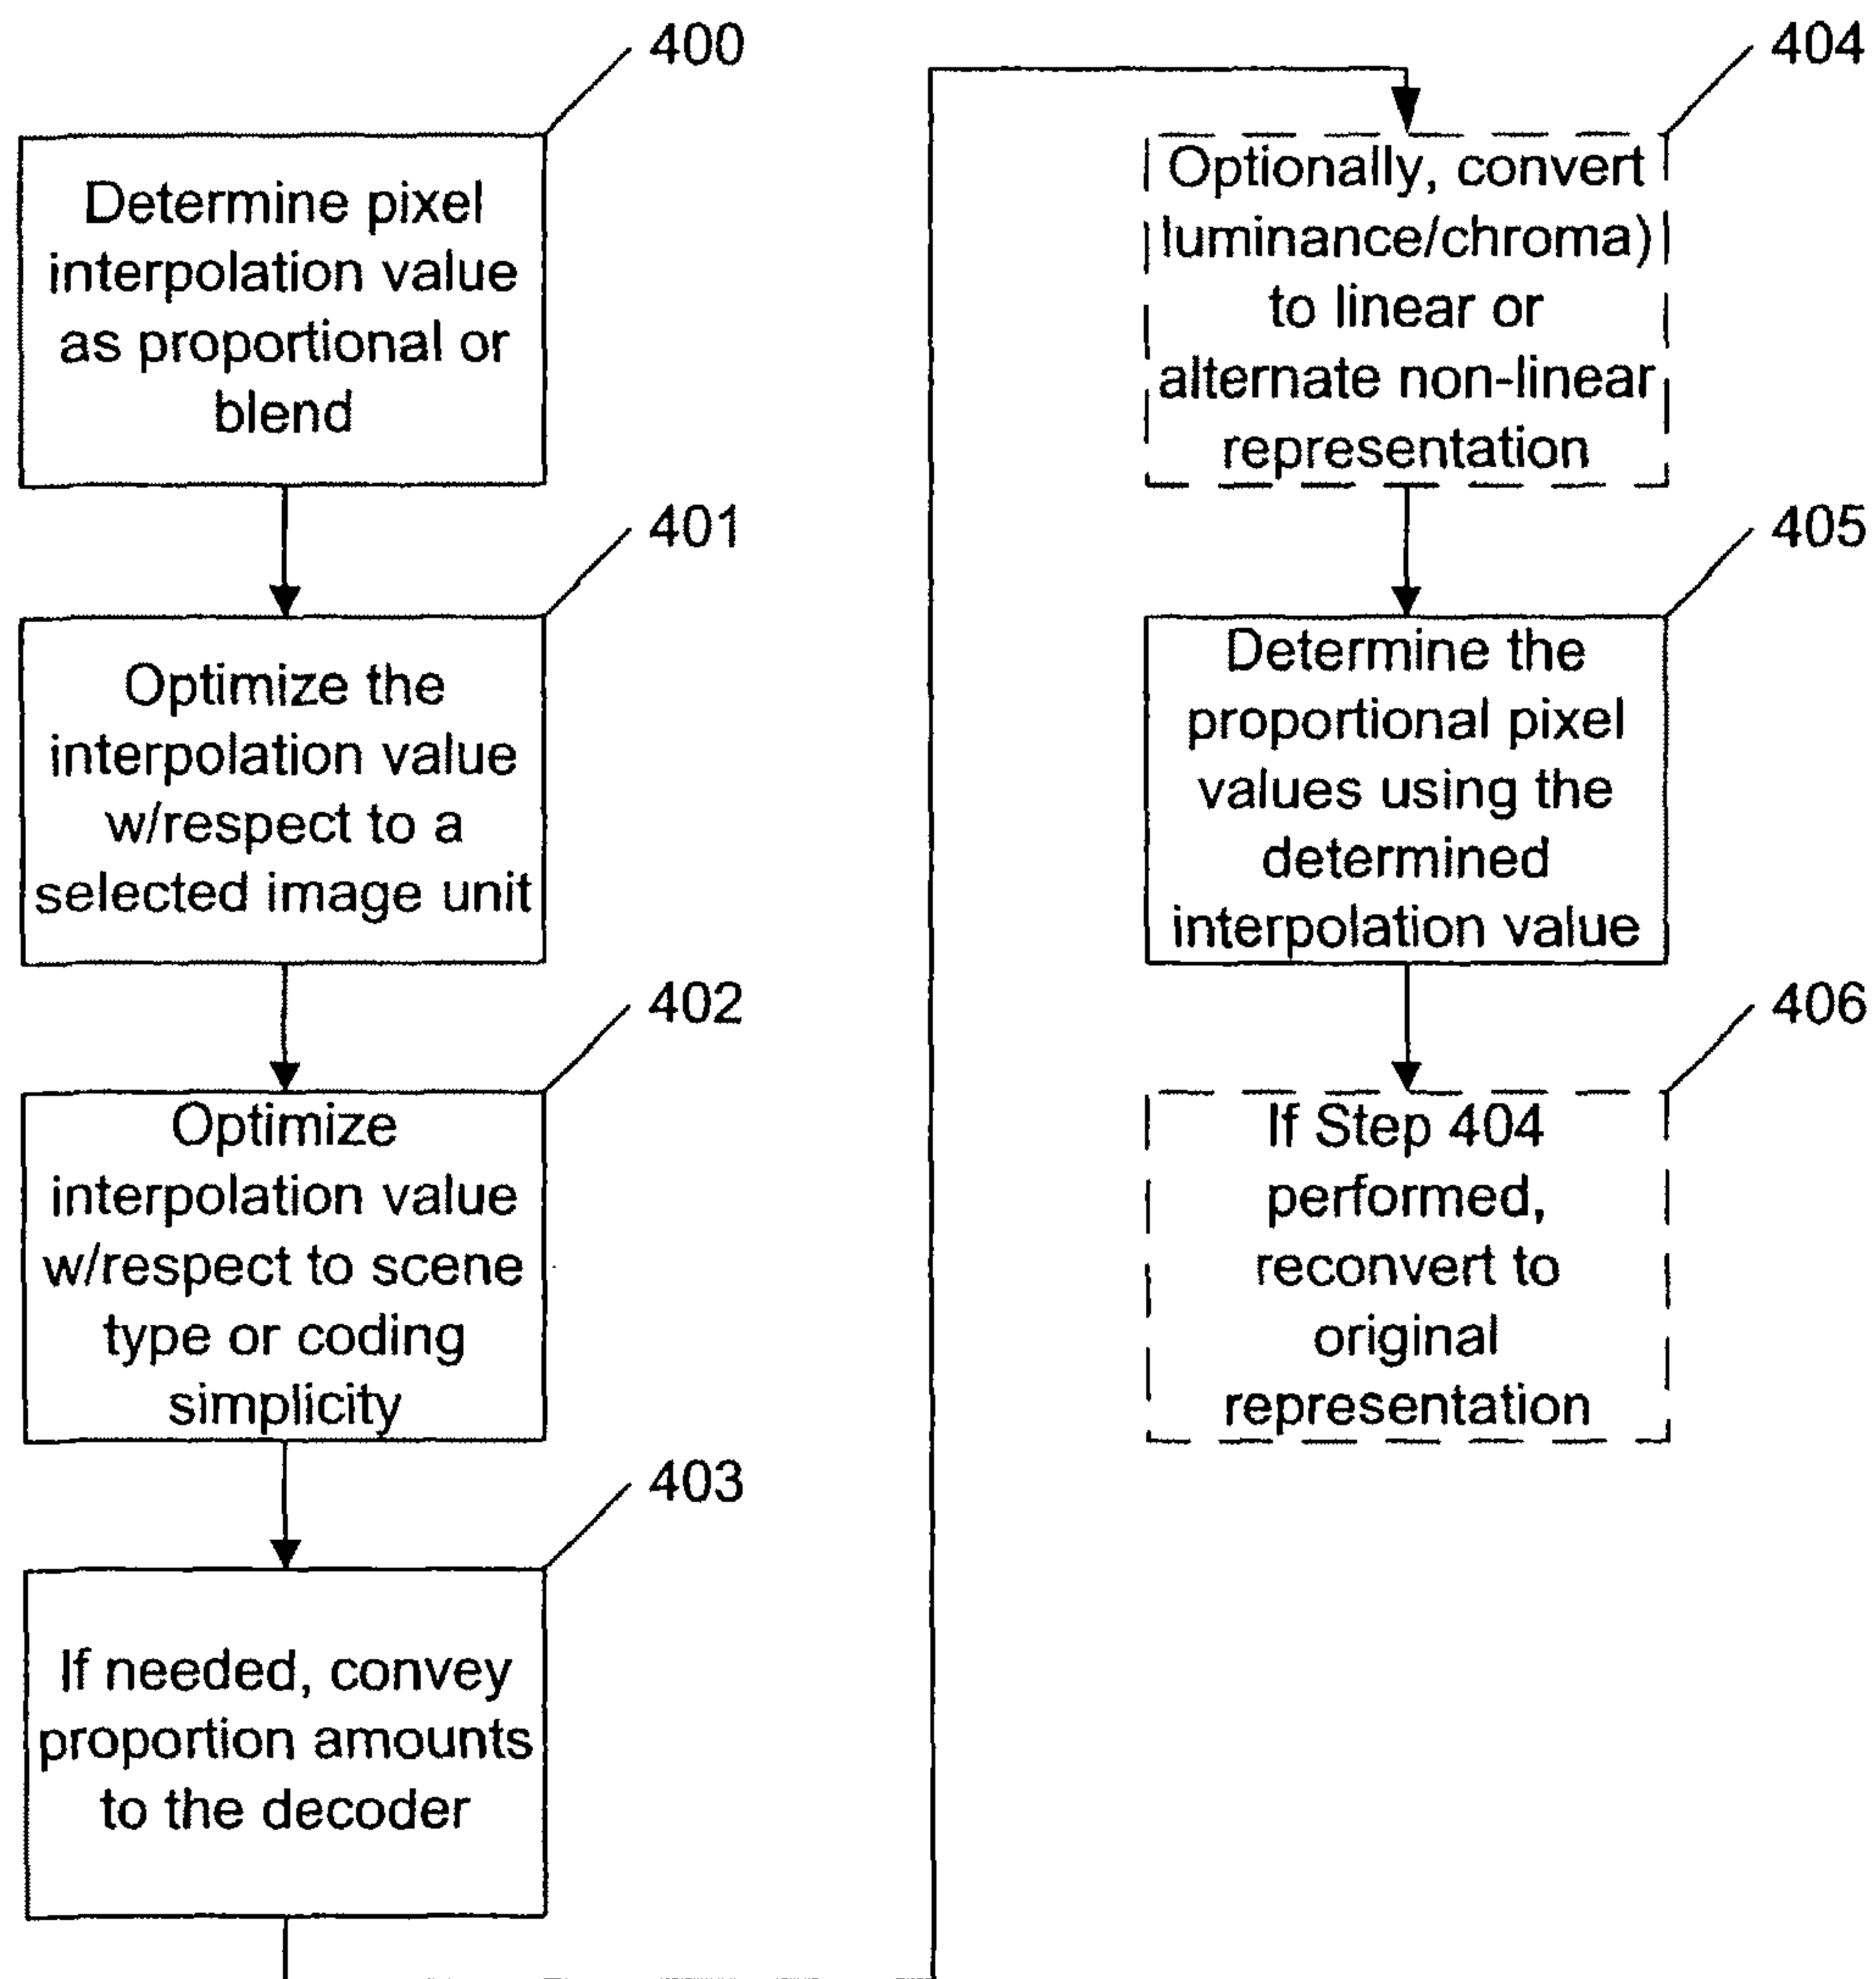 400
Determine pixel
interpolation value
as proportional or
blend
401
Optimize the
interpolation value
w/respect to a
selected image unit
402
Optimize
interpolation value
w/respect to scene
type or coding
simplicity
403
If needed, convey
proportion amounts
to the decoder
404
Optionally, convert
luminance/chroma)
to linear or
alternate non-linear
representation
405
Determine the
proportional pixel
values using the
determined
interpolation value
406
If Step 404
performed,
reconvert to
original
representation